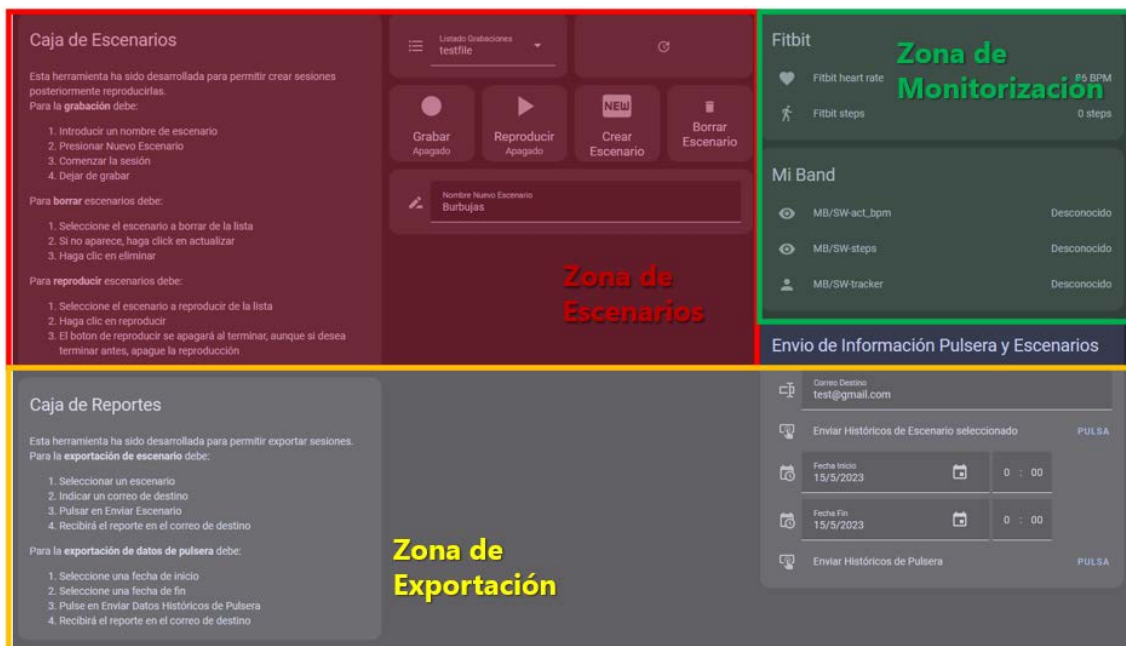 Caja de Escenarios
Esta herramienta ha sido desarrollada para permitir crear sesiones
posteriormente reproducirlas.
Para la grabación debe:
1. Introducir un nombre de escenario
2. Presionar Nuevo Escenario
3. Comenzar la sesión
4. Dejar de grabar
Para borrar escenarios debe:
1. Seleccione el escenario a borrar de la lista
2. Si no aparece, haga click en actualizar
3. Haga clic en eliminar
Para reproducir escenarios debe:
1. Seleccione el escenario a reproducir de la lista
2. Haga clic en reproducir
3. El boton de reproducir se apagará al terminar, aunque si desea
terminar antes, apague la reproducción
Listado Grabaciones
testfile
Grabar
Apagado
Reproducir
Apagado
NEW
Crear
Escenario
Borrar
Escenario
Nombre Nuevo Escenario
Burbujas
Zona de
Escenarios
Fitbit
Fitbit heart rate
BPM
Fitbit steps
0 steps
Zona de
Monitorización
Mi Band
MB/SW-act_bpm
Desconocido
MB/SW-steps
Desconocido
MB/SW-tracker
Desconocido
Envio de Información Pulsera y Escenarios
Correo Destino
test@gmail.com
Enviar Históricos de Escenario seleccionado
PULSA
Fecha Inicio
15/5/2023
0 : 00
Fecha Fin
15/5/2023
0 : 00
Enviar Históricos de Pulsera
PULSA
Caja de Reportes
Esta herramienta ha sido desarrollada para permitir exportar sesiones.
Para la exportación de escenario debe:
1. Seleccionar un escenario
2. Indicar un correo de destino
3. Pulsar en Enviar Escenario
4. Recibirá el reporte en el correo de destino
Para la exportación de datos de pulsera debe:
1. Seleccione una fecha de inicio
2. Seleccione una fecha de fin
3. Pulse en Enviar Datos Históricos de Pulsera
4. Recibirá el reporte en el correo de destino
Zona de
Exportación